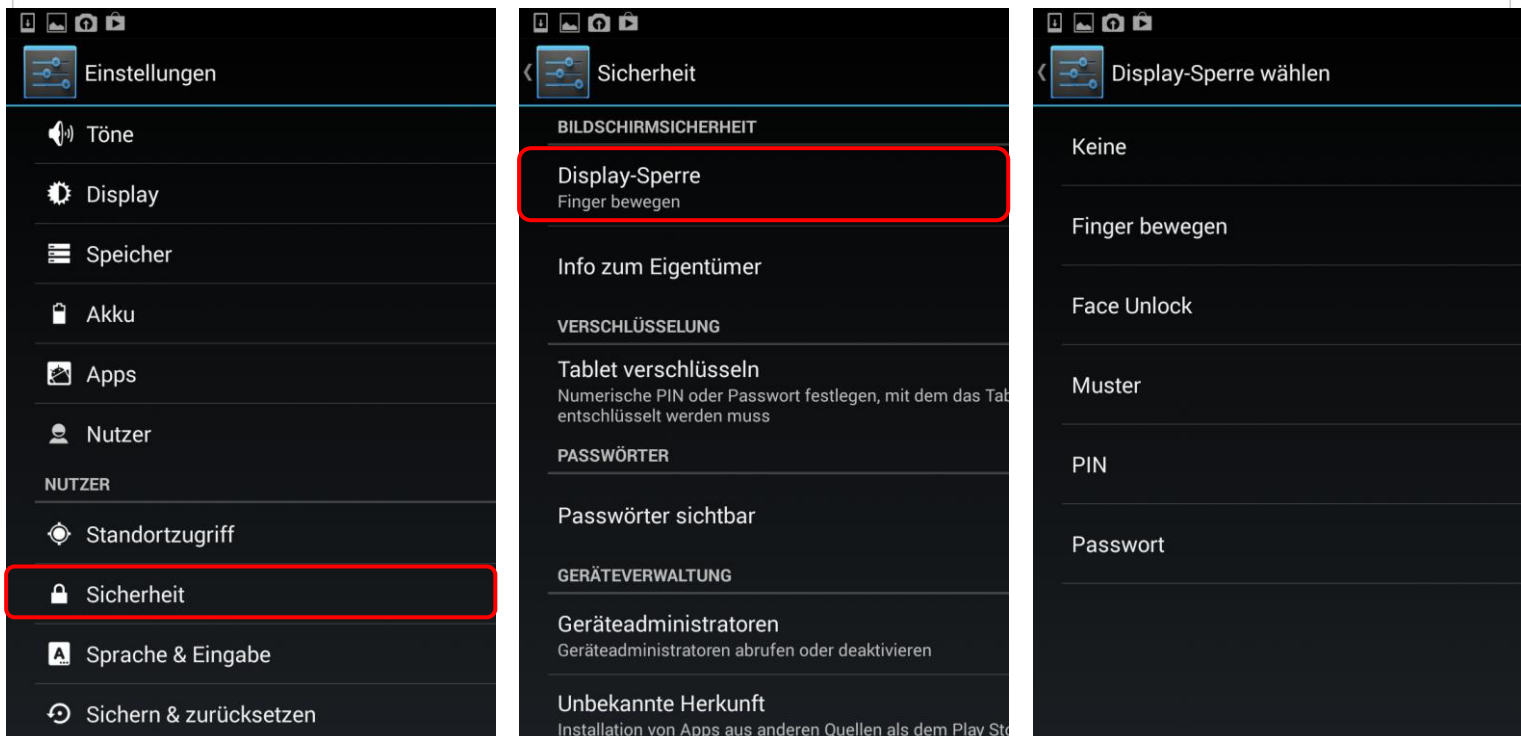 Einstellungen
Töne
Display
Speicher
Akku
Apps
Nutzer
NUTZER
Standortzugriff
Sicherheit
Sprache & Eingabe
Sichern & zurücksetzen
Sicherheit
BILDSCHIRMSICHERHEIT
Display-Sperre
Finger bewegen
Info zum Eigentümer
VERSCHLÜSSELUNG
Tablet verschlüsseln
Numerische PIN oder Passwort festlegen, mit dem das Tab
entschlüsselt werden muss
PASSWÖRTER
Passwörter sichtbar
GERÄTEVERWALTUNG
Geräteadministratoren
Geräteadministratoren abrufen oder deaktivieren
Unbekannte Herkunft
Installation von Apps aus anderen Quellen als dem Play Sto
Display-Sperre wählen
Keine
Finger bewegen
Face Unlock
Muster
PIN
Passwort